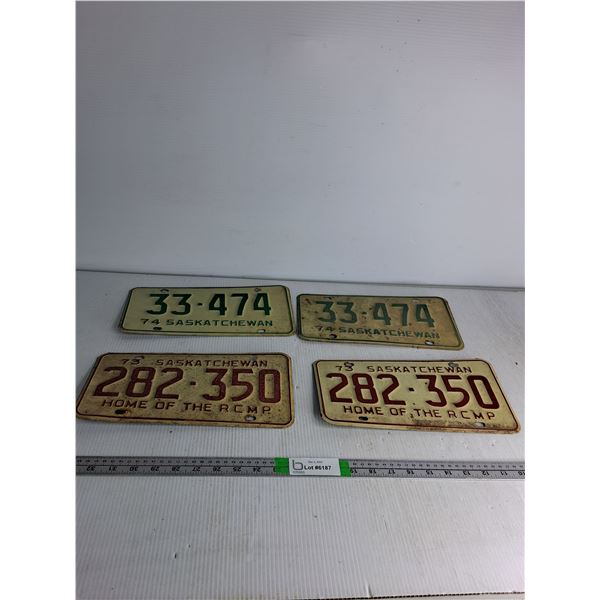 33-474
74 SASKATCHEWAN
33-474
74 SASKATCHEWAN
73 SASKATCHEWAN
282-350
HOME OF THE R.C.M.P.
73 SASKATCHEWAN
282-350
HOME OF THE R.C.M.P
Lot #6187